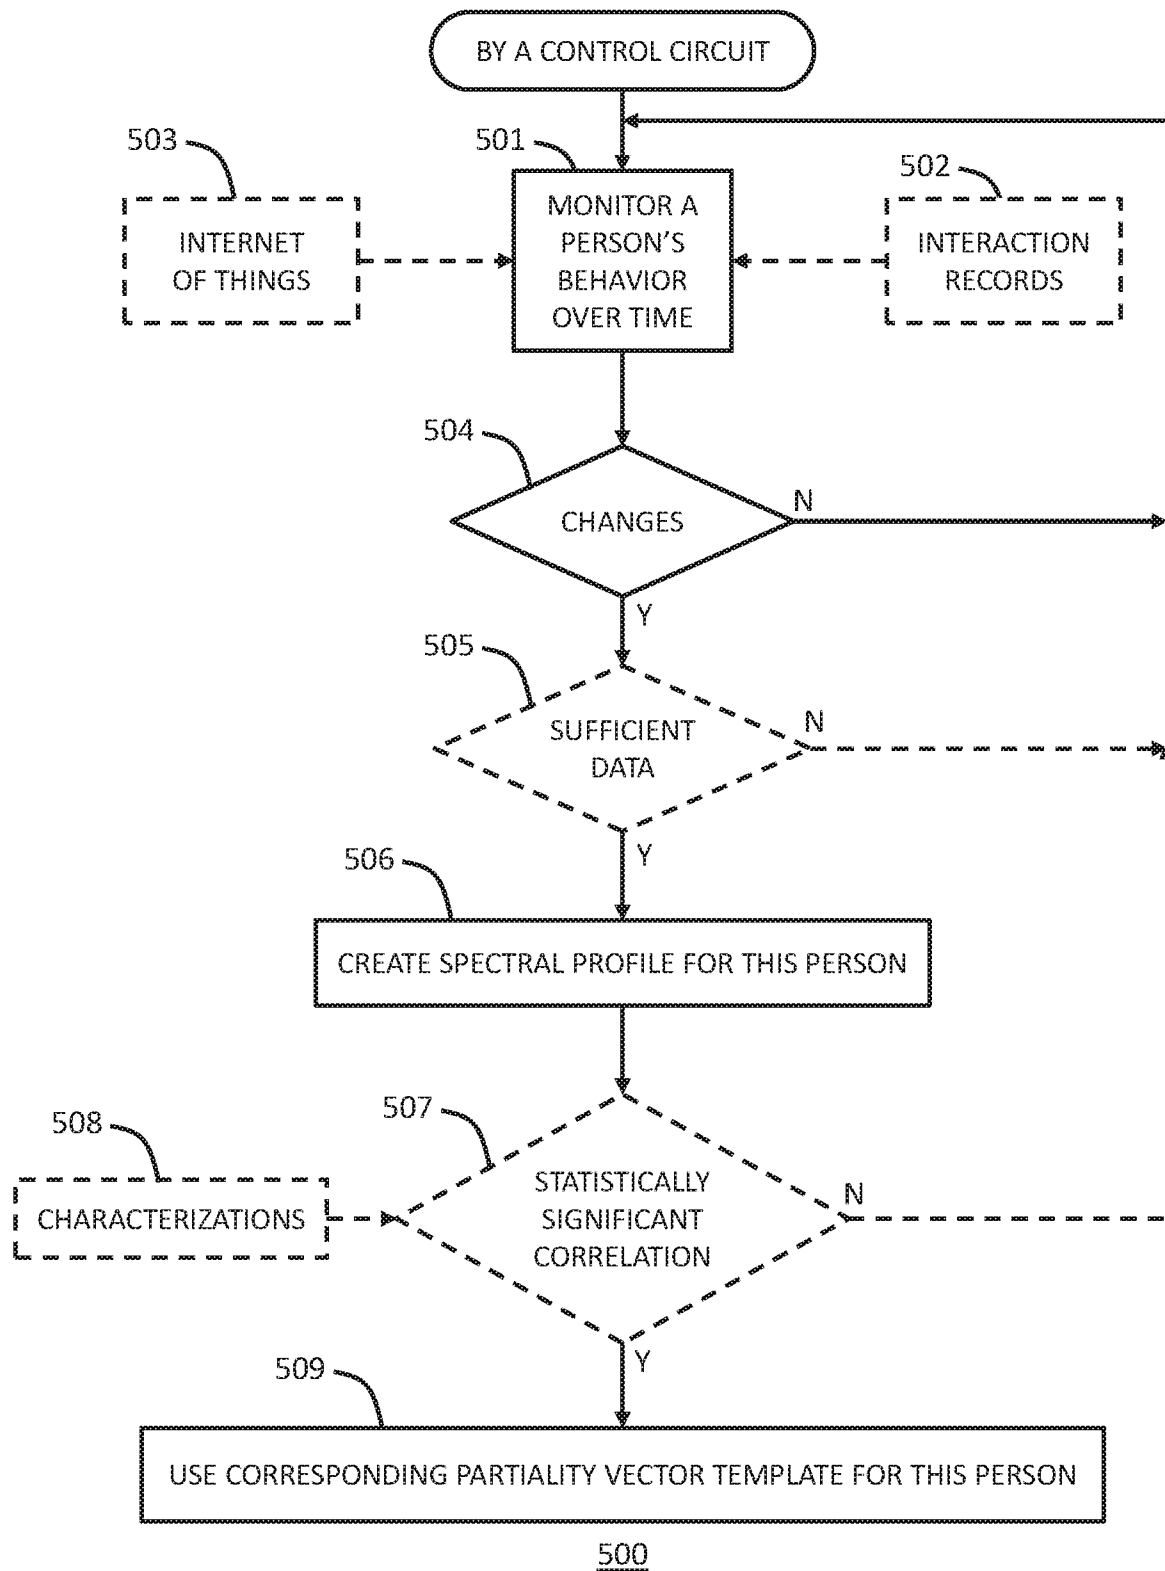 BY A CONTROL CIRCUIT
503
501
502
INTERNET
OF THINGS
MONITOR A
PERSON'S
BEHAVIOR
OVER TIME
INTERACTION
RECORDS
504
CHANGES
N
Y
505
SUFFICIENT
DATA
N
Y
506
CREATE SPECTRAL PROFILE FOR THIS PERSON
507
508
CHARACTERIZATIONS
STATISTICALLY
SIGNIFICANT
CORRELATION
N
Y
509
USE CORRESPONDING PARTIALITY VECTOR TEMPLATE FOR THIS PERSON
500